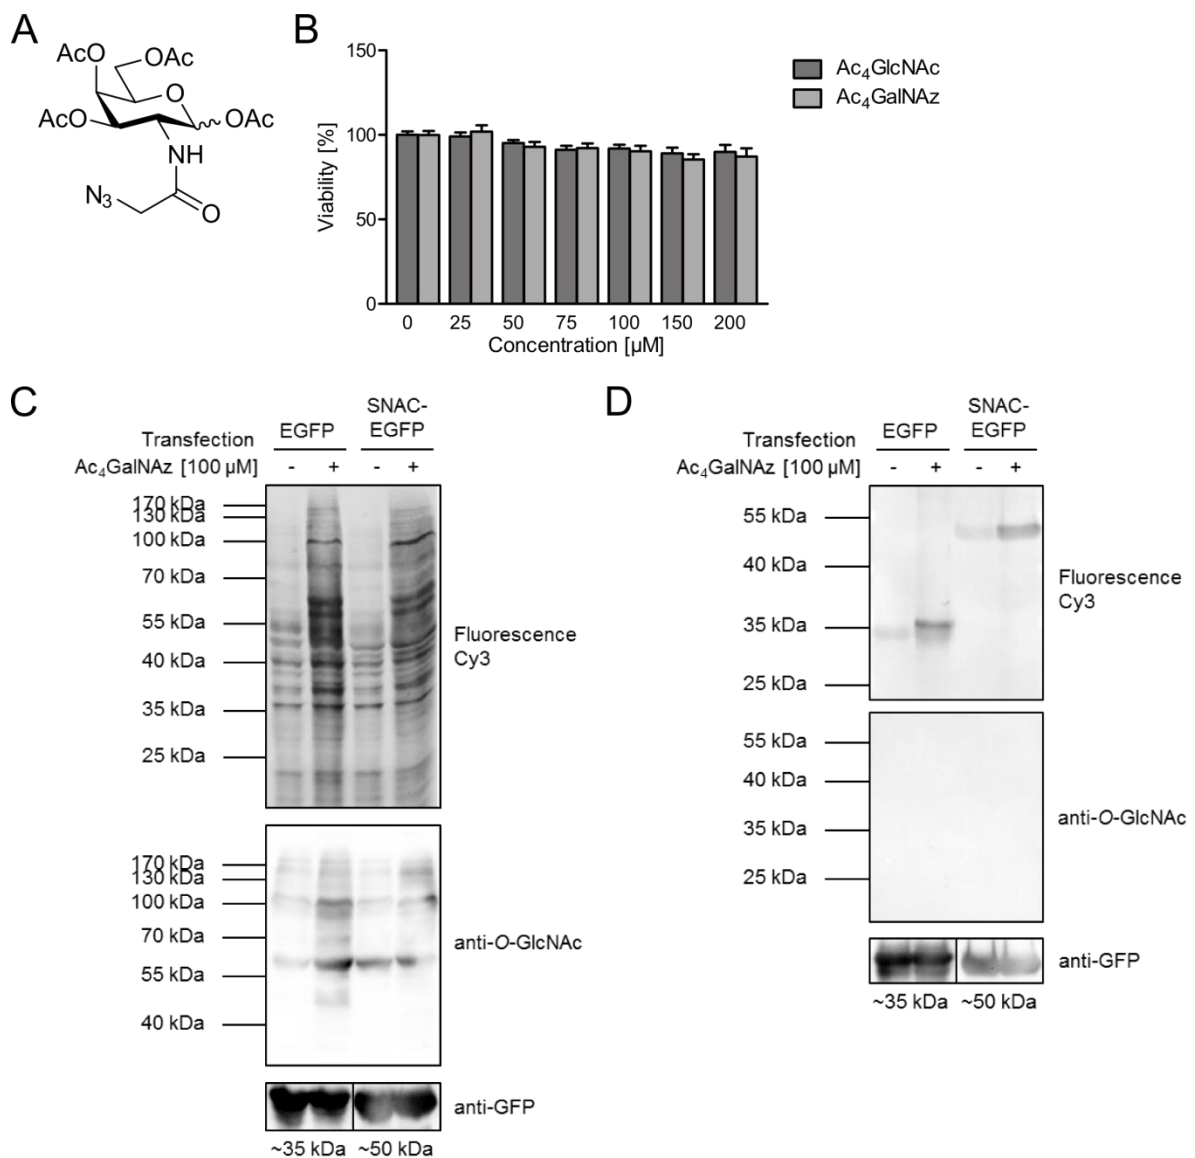 A
AcO
OAc
O
AcO
OAc
NH
N3
O
B
150
100
50
0
Viability [%]
0 25 50 75 100 150 200
Concentration [µM]
Ac4GlcNAc
Ac4GalNAz
C
Transfection EGFP SNAC-
EGFP
Ac4GalNAz [100 µM] - + - +
170 kDa
130 kDa
100 kDa
70 kDa
55 kDa
40 kDa
35 kDa
25 kDa
Fluorescence
Cy3
170 kDa
130 kDa
100 kDa
70 kDa
55 kDa
40 kDa
anti-O-GlcNAc
anti-GFP
~35 kDa ~50 kDa
D
Transfection EGFP SNAC-
EGFP
Ac4GalNAz [100 µM] - + - +
55 kDa
40 kDa
35 kDa
25 kDa
Fluorescence
Cy3
55 kDa
40 kDa
35 kDa
25 kDa
anti-O-GlcNAc
anti-GFP
~35 kDa ~50 kDa